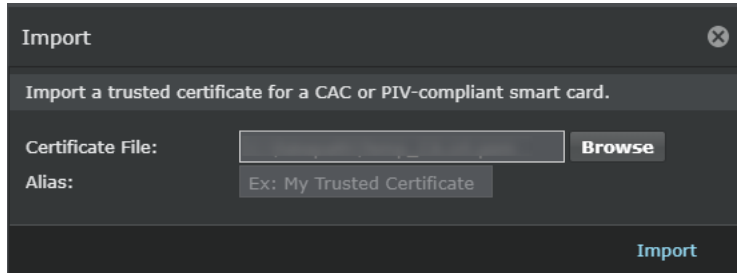 Import
Import a trusted certificate for a CAC or PIV-compliant smart card.
Certificate File:
Browse
Alias:
Ex: My Trusted Certificate
Import